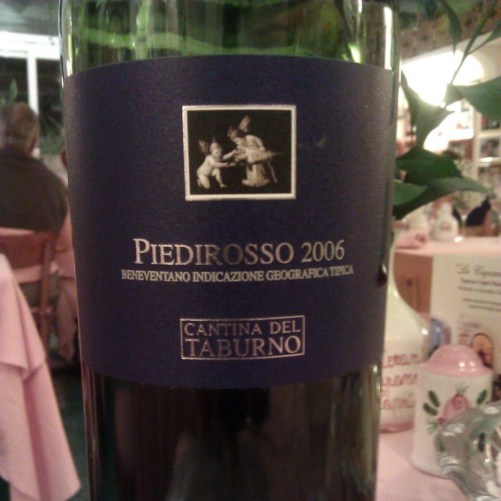 PIEDIROSSO 2006
BENEVENTANO INDICAZIONE GEOGRAFICA TIPICA
CANTINA DEL
TABURNO